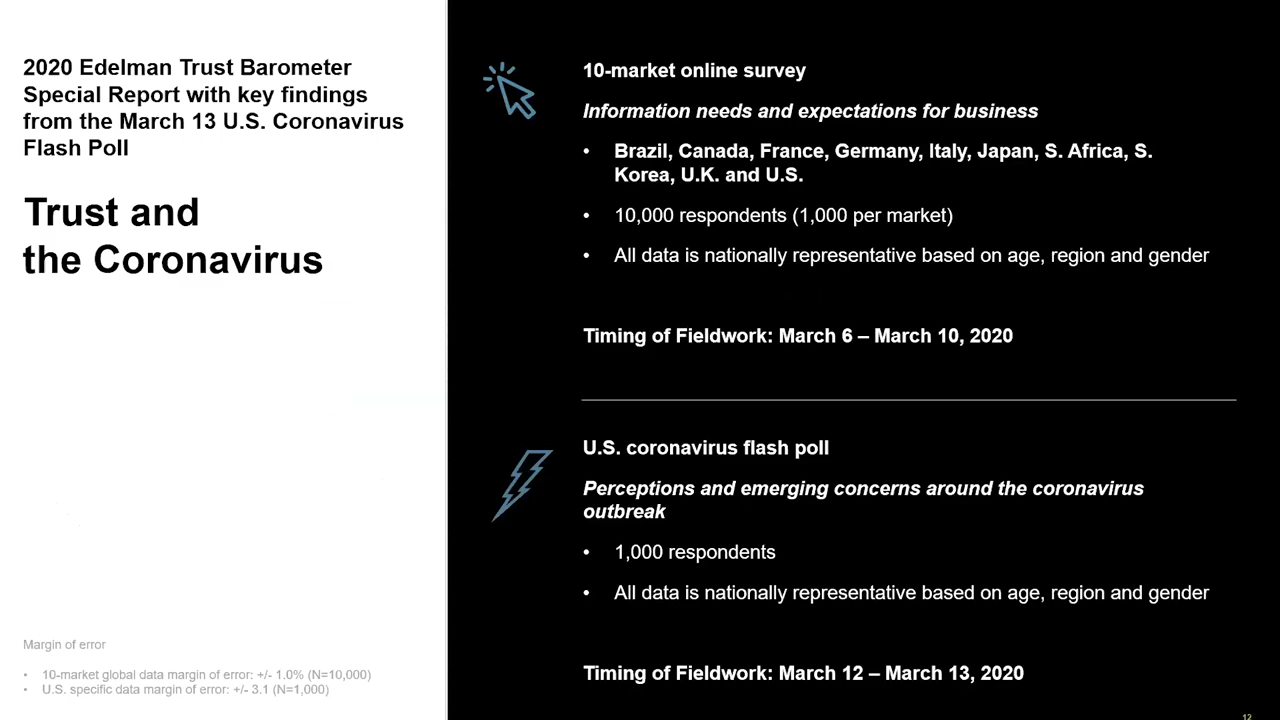 2020 Edelman Trust Barometer
Special Report with key findings
from the March 13 U.S. Coronavirus
Flash Poll
Trust and
the Coronavirus
Margin of error
• 10-market global data margin of error: +/- 1.0% (N=10,000)
• U.S. specific data margin of error: +/- 3.1 (N=1,000)
10-market online survey
Information needs and expectations for business
• Brazil, Canada, France, Germany, Italy, Japan, S. Africa, S.
Korea, U.K. and U.S.
• 10,000 respondents (1,000 per market)
• All data is nationally representative based on age, region and gender
Timing of Fieldwork: March 6 – March 10, 2020
U.S. coronavirus flash poll
Perceptions and emerging concerns around the coronavirus
outbreak
• 1,000 respondents
• All data is nationally representative based on age, region and gender
Timing of Fieldwork: March 12 – March 13, 2020
12